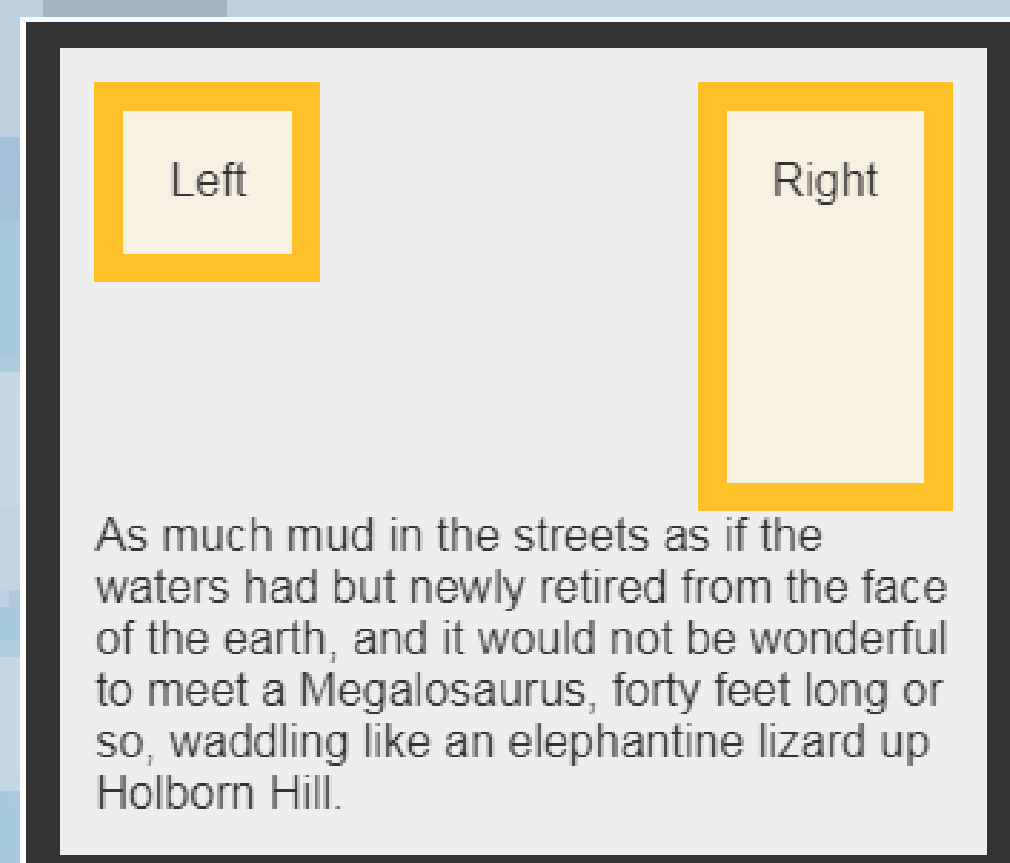 Left
Right
As much mud in the streets as if the
waters had but newly retired from the face
of the earth, and it would not be wonderful
to meet a Megalosaurus, forty feet long or
so, waddling like an elephantine lizard up
Holborn Hill.